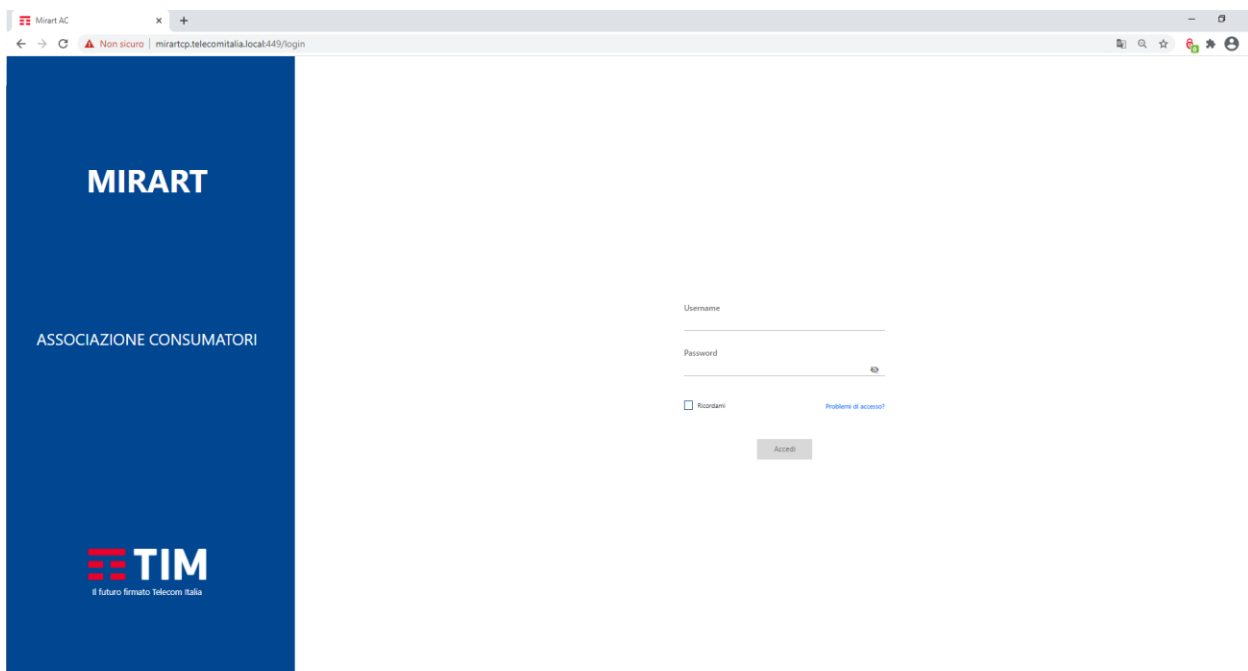 Mirart AC
Non sicuro | mirartcp.telecomitalia.local:449/login
MIRART
ASSOCIAZIONE CONSUMATORI
TIM
Il futuro firmato Telecom Italia
Username
Password
Ricordami
Problemi di accesso?
Accedi